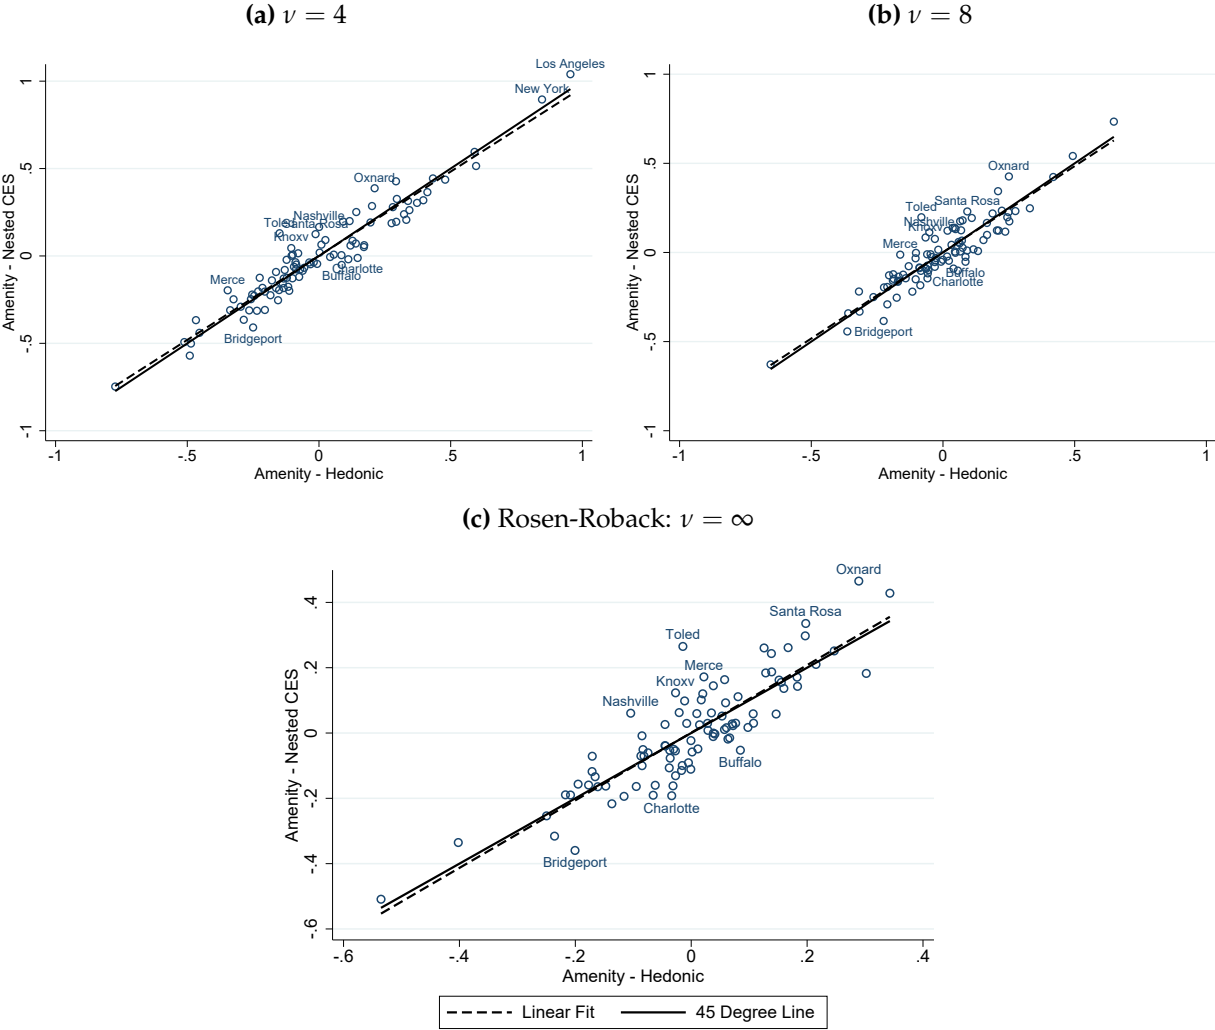 (a) ν = 4
Amenity - Nested CES
1
.5
0
-.5
-1
Los Angeles
New York
Oxnard
Nashville
Toled
Santa Rosa
Knoxv
Charlotte
Buffalo
Merce
Bridgeport
-1 -.5 0 .5 1
Amenity - Hedonic
(b) ν = 8
Amenity - Nested CES
1
.5
0
-.5
-1
Oxnard
Santa Rosa
Toled
Nashville
Knoxv
Merce
Buffalo
Charlotte
Bridgeport
-1 -.5 0 .5 1
Amenity - Hedonic
(c) Rosen-Roback: ν = ∞
Amenity - Nested CES
.4
.2
0
-.2
-.4
-.6
Oxnard
Santa Rosa
Toled
Merce
Knoxv
Nashville
Buffalo
Charlotte
Bridgeport
-.6 -.4 -.2 0 .2 .4
Amenity - Hedonic
Linear Fit 45 Degree Line